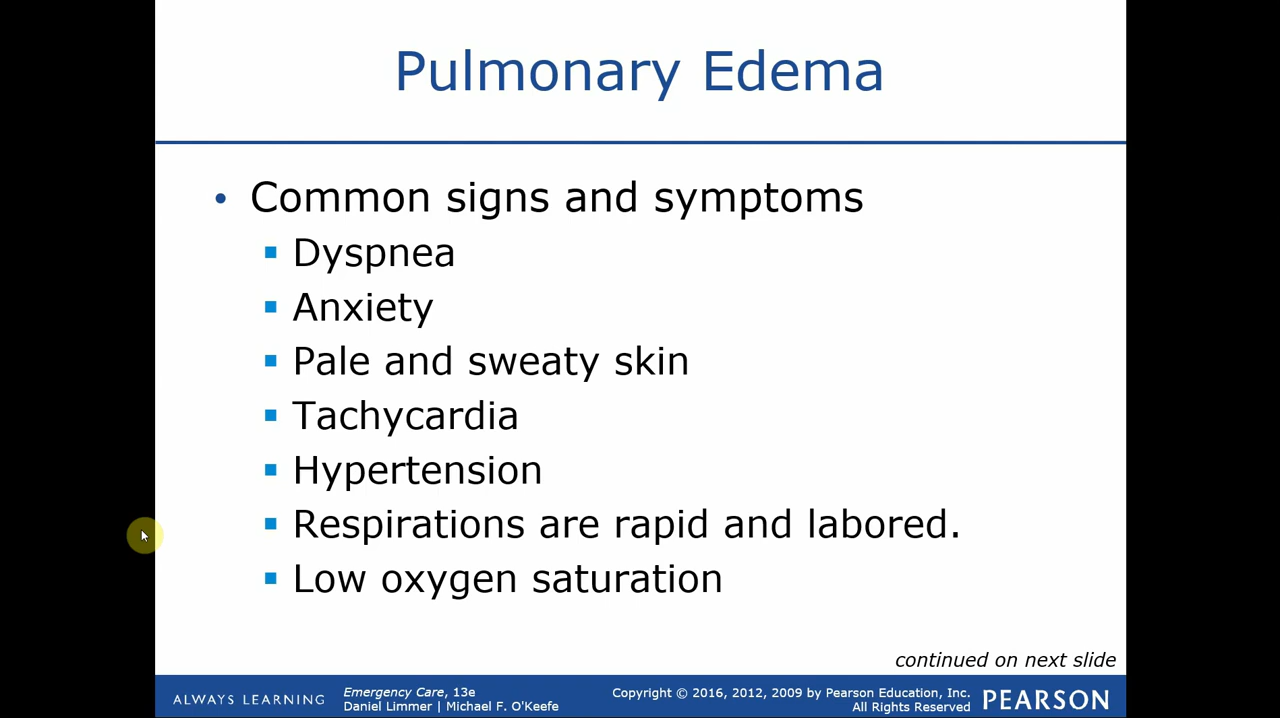 Pulmonary Edema
• Common signs and symptoms
▪ Dyspnea
▪ Anxiety
▪ Pale and sweaty skin
▪ Tachycardia
▪ Hypertension
▪ Respirations are rapid and labored.
▪ Low oxygen saturation
continued on next slide
ALWAYS LEARNING
Emergency Care, 13e
Daniel Limmer | Michael F. O'Keefe
Copyright © 2016, 2012, 2009 by Pearson Education, Inc.
All Rights Reserved
PEARSON